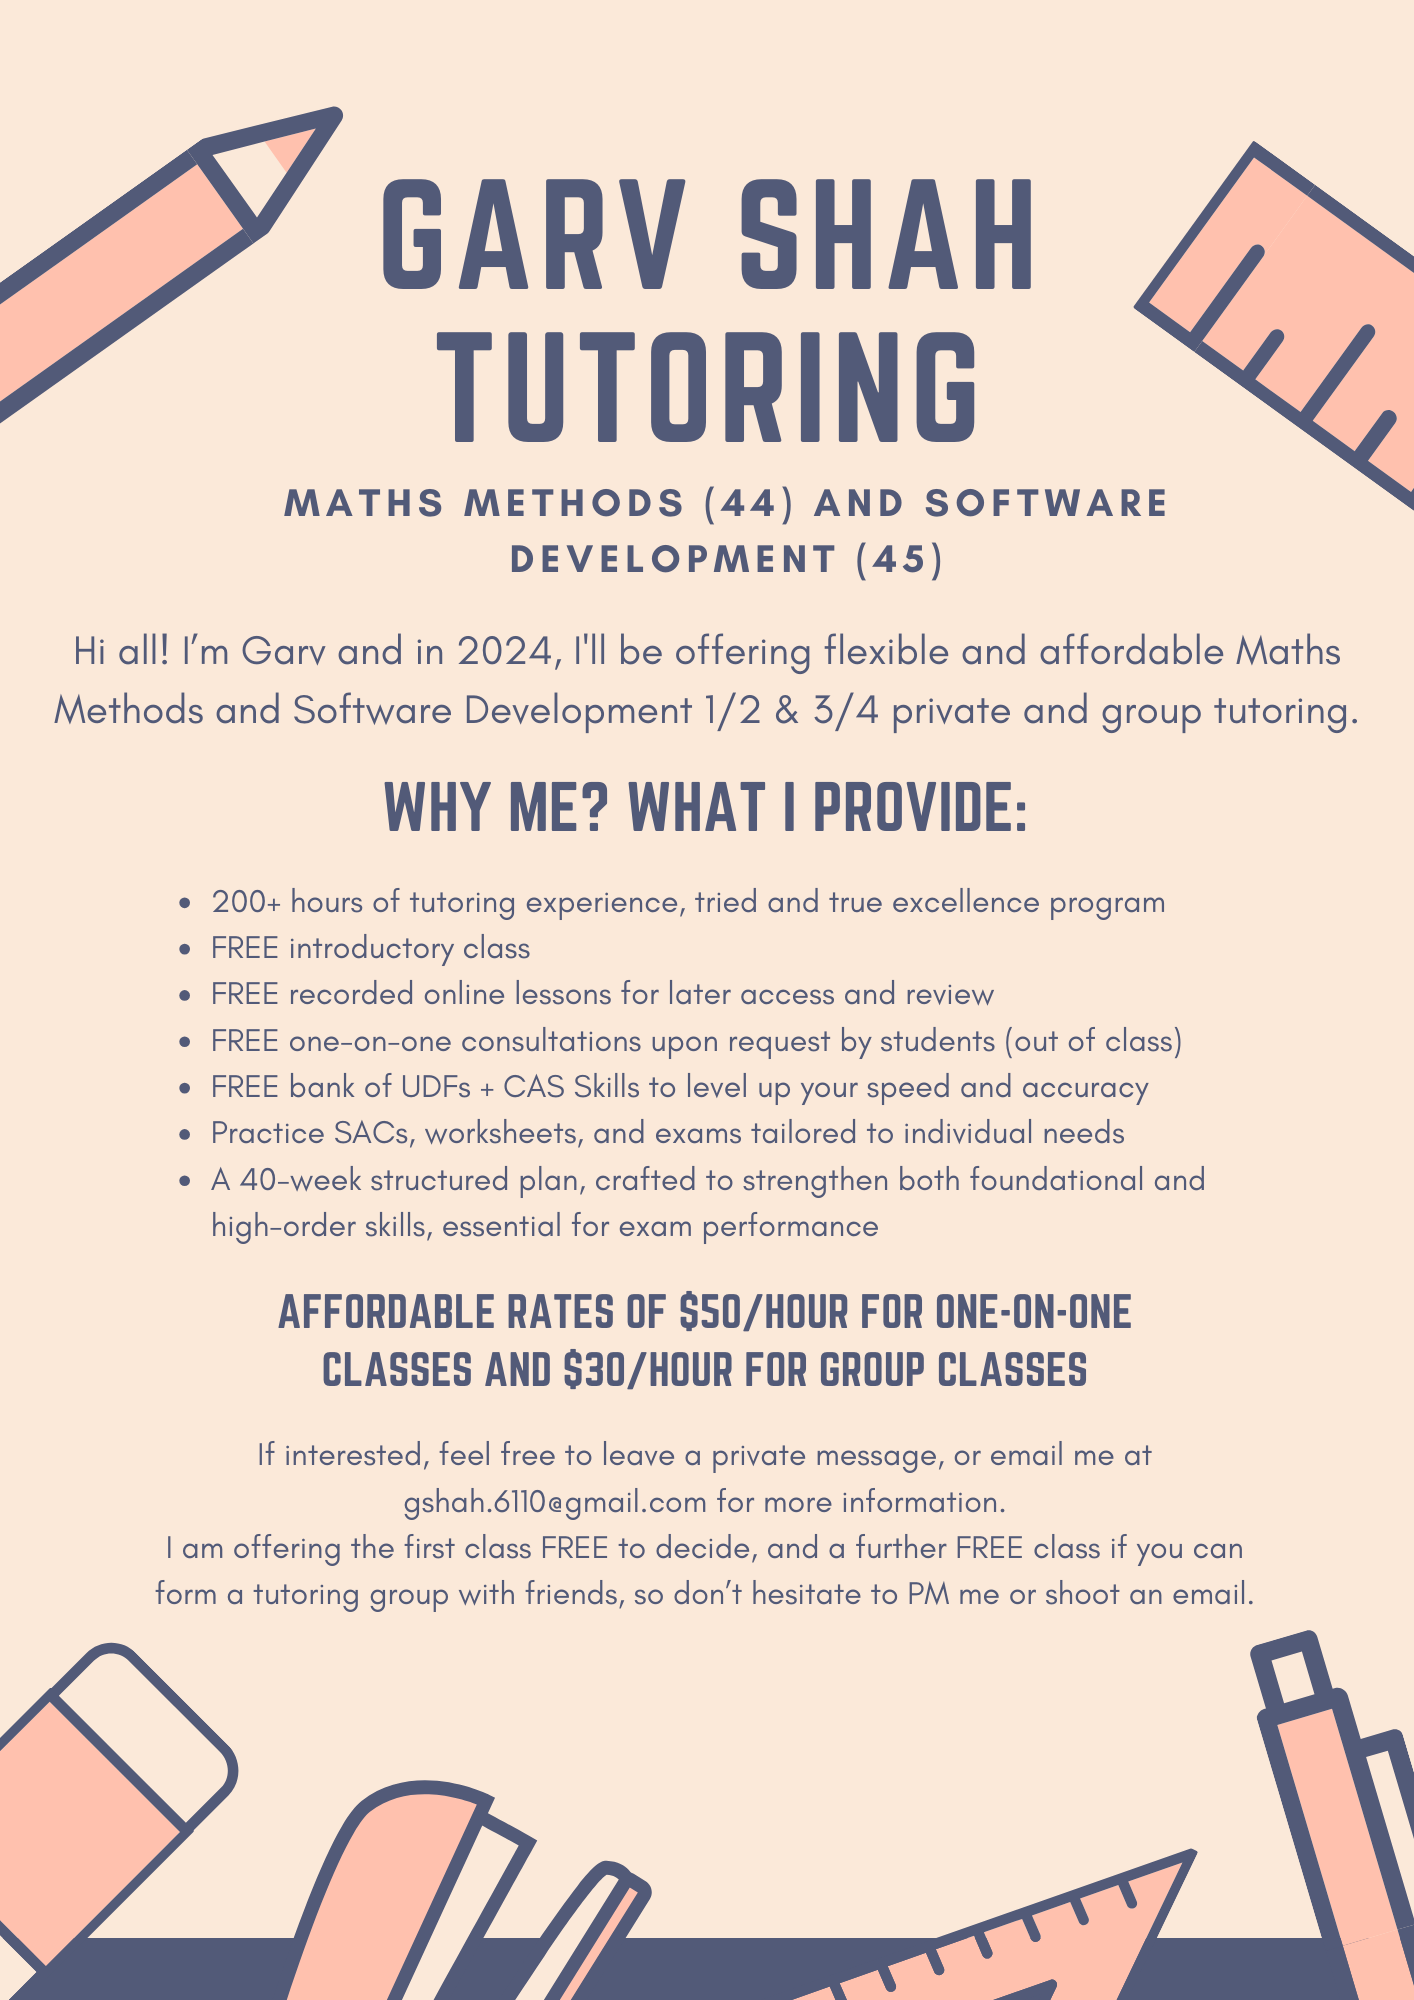 GARV SHAH
TUTORING
MATHS METHODS (44) AND SOFTWARE
DEVELOPMENT (45)
Hi all! I’m Garv and in 2024, I'll be offering flexible and affordable Maths
Methods and Software Development 1/2 & 3/4 private and group tutoring.
WHY ME? WHAT I PROVIDE:
• 200+ hours of tutoring experience, tried and true excellence program
• FREE introductory class
• FREE recorded online lessons for later access and review
• FREE one-on-one consultations upon request by students (out of class)
• FREE bank of UDFs + CAS Skills to level up your speed and accuracy
• Practice SACs, worksheets, and exams tailored to individual needs
• A 40-week structured plan, crafted to strengthen both foundational and
high-order skills, essential for exam performance
AFFORDABLE RATES OF $50/HOUR FOR ONE-ON-ONE
CLASSES AND $30/HOUR FOR GROUP CLASSES
If interested, feel free to leave a private message, or email me at
gshah.6110@gmail.com for more information.
I am offering the first class FREE to decide, and a further FREE class if you can
form a tutoring group with friends, so don’t hesitate to PM me or shoot an email.